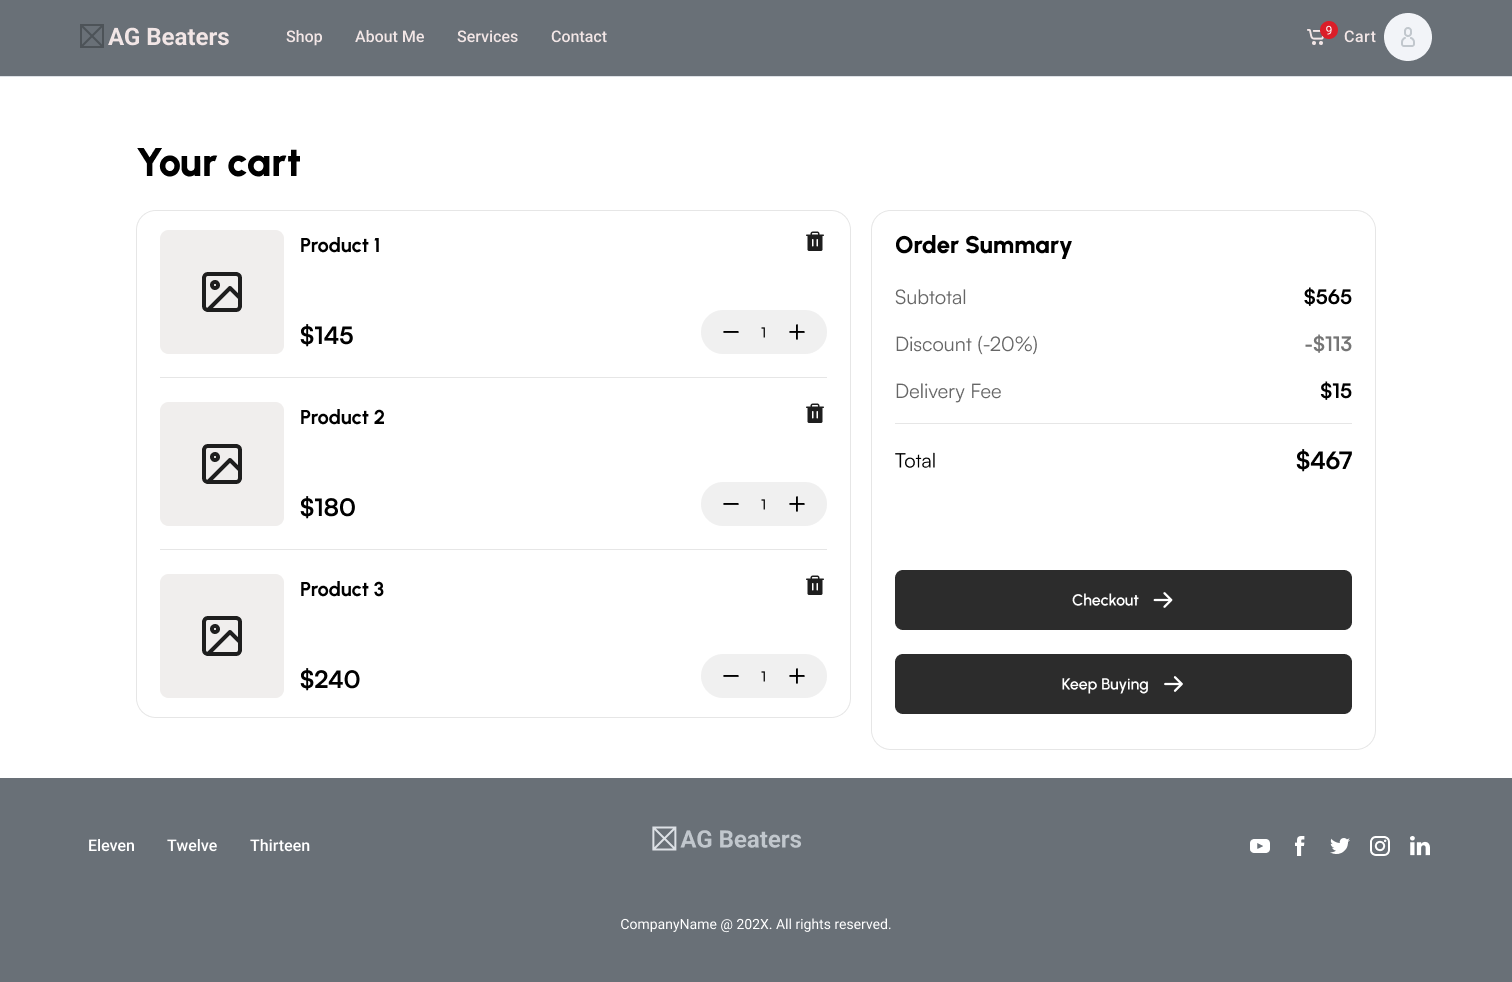 AG Beaters
Shop
About Me
Services
Contact
9
Cart
Your cart
Product 1
$145
1
Product 2
$180
1
Product 3
$240
1
Order Summary
Subtotal
$565
Discount (-20%)
-$113
Delivery Fee
$15
Total
$467
Checkout
Keep Buying
Eleven
Twelve
Thirteen
AG Beaters
CompanyName @ 202X. All rights reserved.